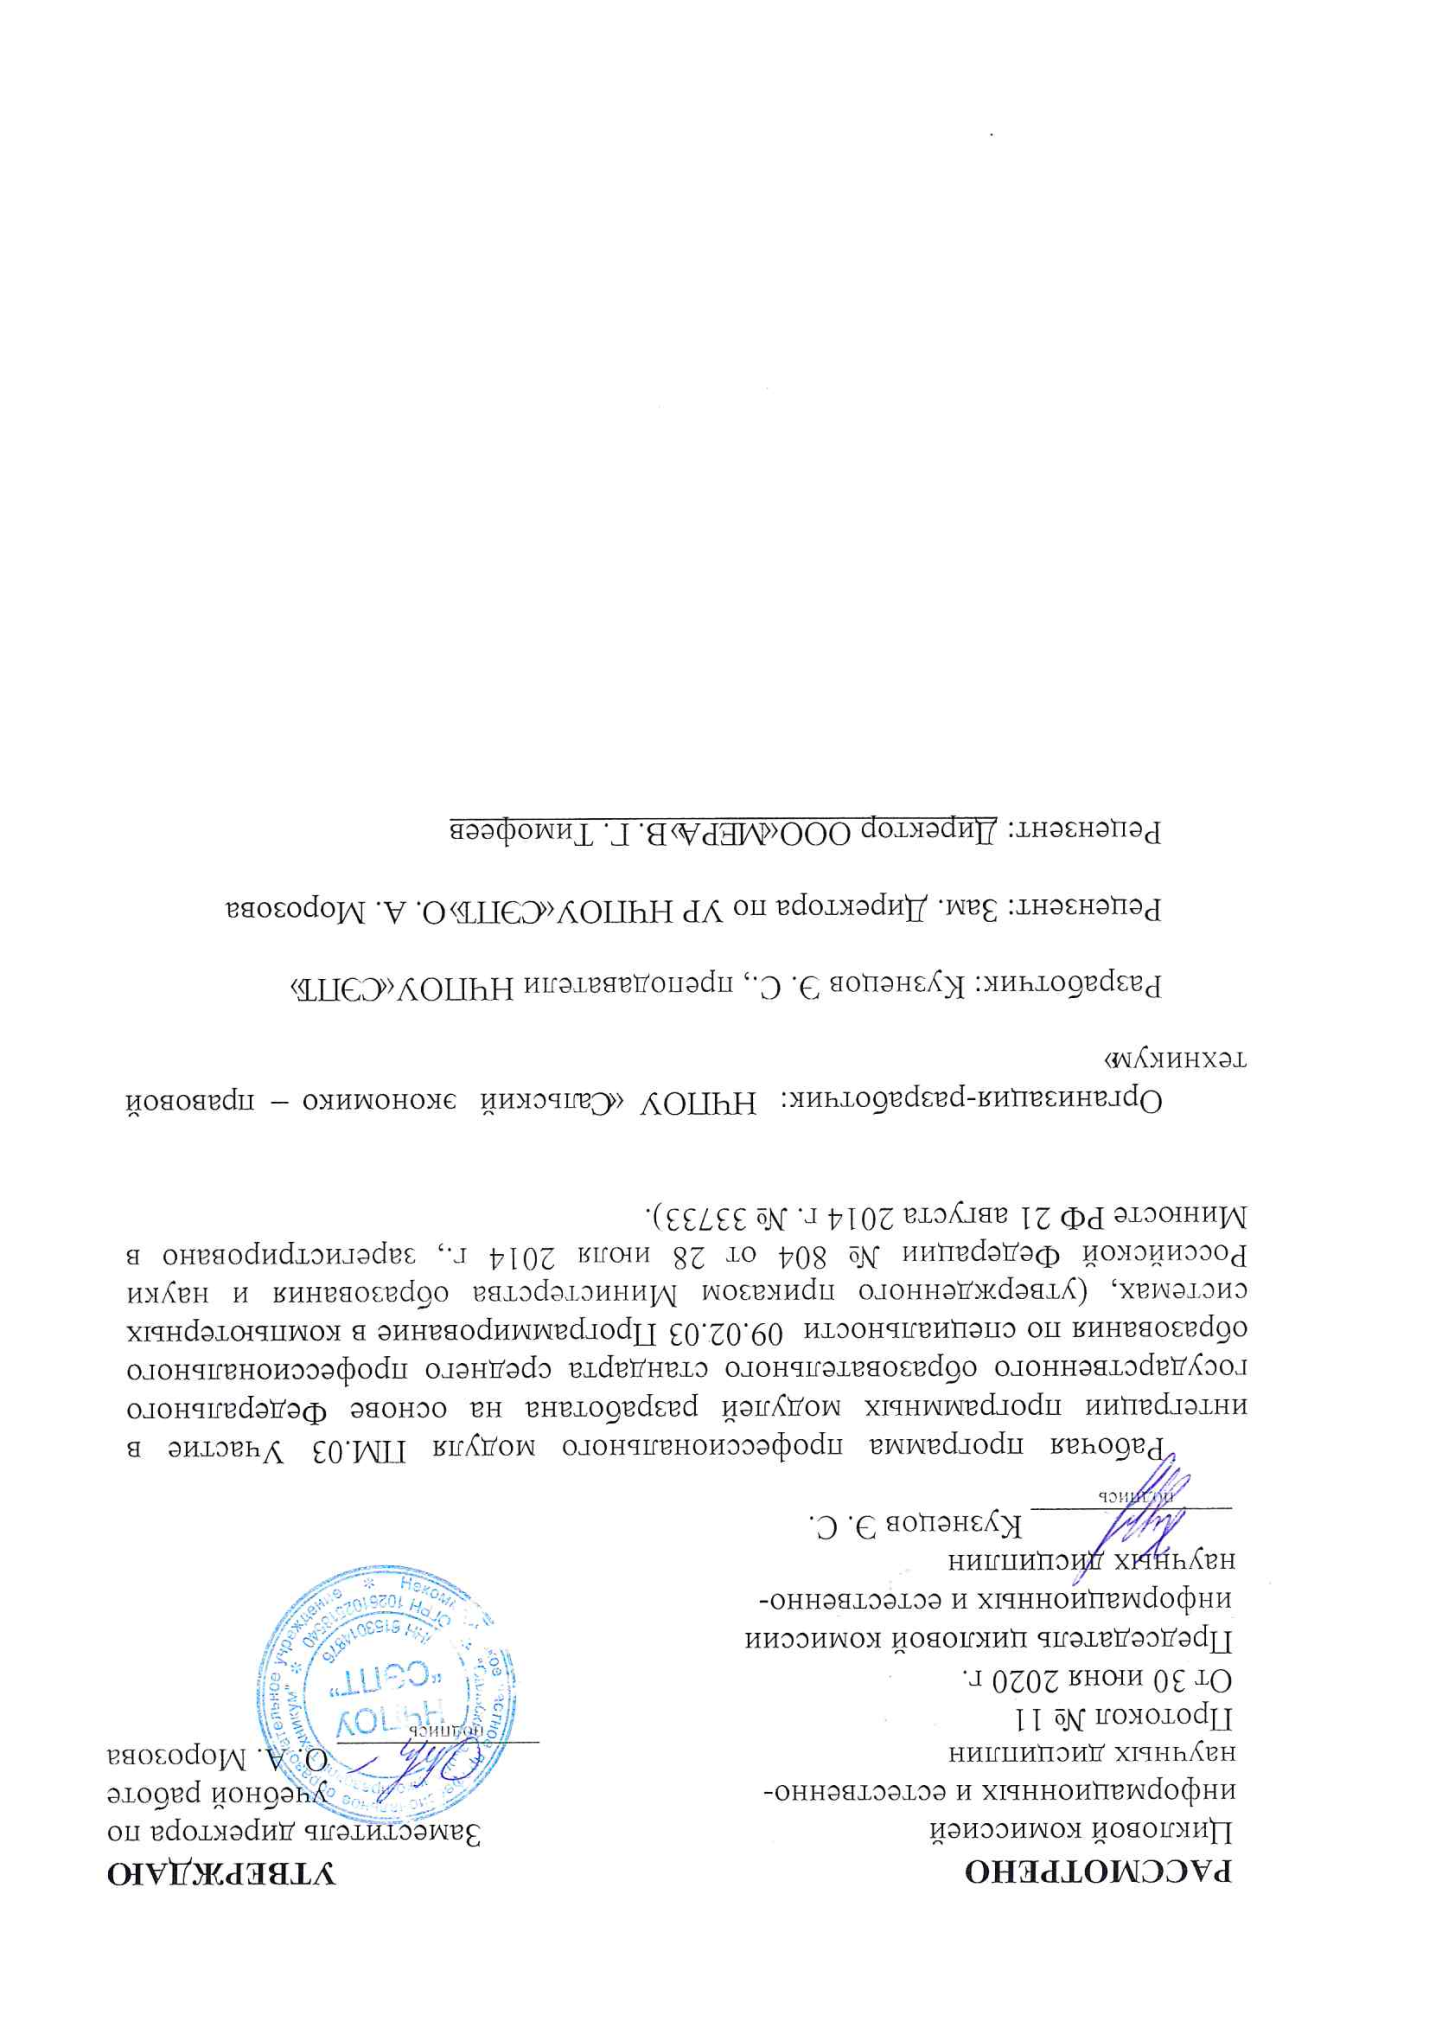 РАССМОТРЕНО
Цикловой комиссией
информационных и естественно-
научных дисциплин
Протокол № 11
От 30 июня 2020 г.
Председатель цикловой комиссии
информационных и естественно-
научных дисциплин
Кузнецов Э. С.
подпись
УТВЕРЖДАЮ
Заместитель директора по
учебной работе
О. А. Морозова
подпись
НЧПОУ
"СЭПТ"
Рабочая программа профессионального модуля ПМ.03 Участие в
интеграции программных модулей разработана на основе Федерального
государственного образовательного стандарта среднего профессионального
образования по специальности 09.02.03 Программирование в компьютерных
системах, (утвержденного приказом Министерства образования и науки
Российской Федерации № 804 от 28 июля 2014 г., зарегистрировано в
Минюсте РФ 21 августа 2014 г. № 33733).
Организация-разработчик: НЧПОУ «Сальский экономико – правовой
техникум»
Разработчик: Кузнецов Э. С., преподаватели НЧПОУ «СЭПТ»
Рецензент: Зам. Директора по УР НЧПОУ «СЭПТ» О. А. Морозова
Рецензент: Директор ООО «МЕРА» В. Г. Тимофеев